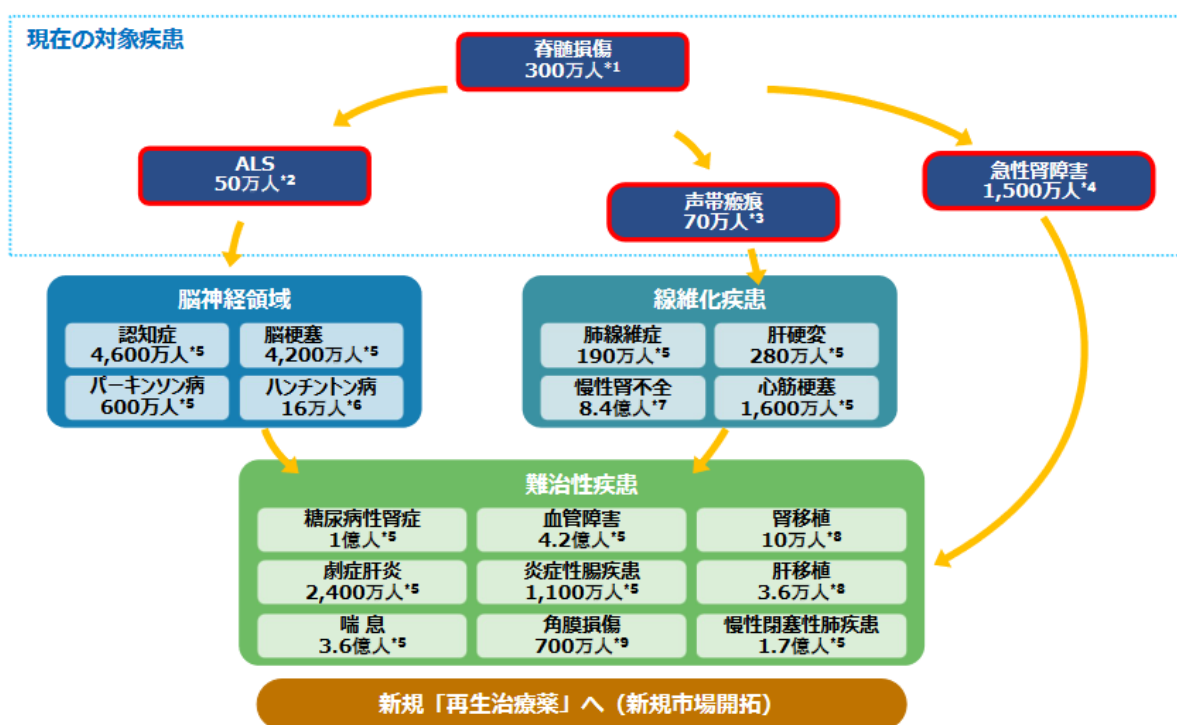 現在の対象疾患
脊髄損傷
300万人*1
ALS
50万人*2
声帯瘢痕
70万人*3
急性腎障害
1,500万人*4
脳神経領域
認知症
4,600万人*5
脳梗塞
4,200万人*5
パーキンソン病
600万人*5
ハンチントン病
16万人*6
線維化疾患
肺線維症
190万人*5
肝硬変
280万人*5
慢性腎不全
8.4億人*7
心筋梗塞
1,600万人*5
難治性疾患
糖尿病性腎症
1億人*5
血管障害
4.2億人*5
腎移植
10万人*8
劇症肝炎
2,400万人*5
炎症性腸疾患
1,100万人*5
肝移植
3.6万人*8
喘 息
3.6億人*5
角膜損傷
700万人*9
慢性閉塞性肺疾患
1.7億人*5
新規「再生治療薬」へ（新規市場開拓）